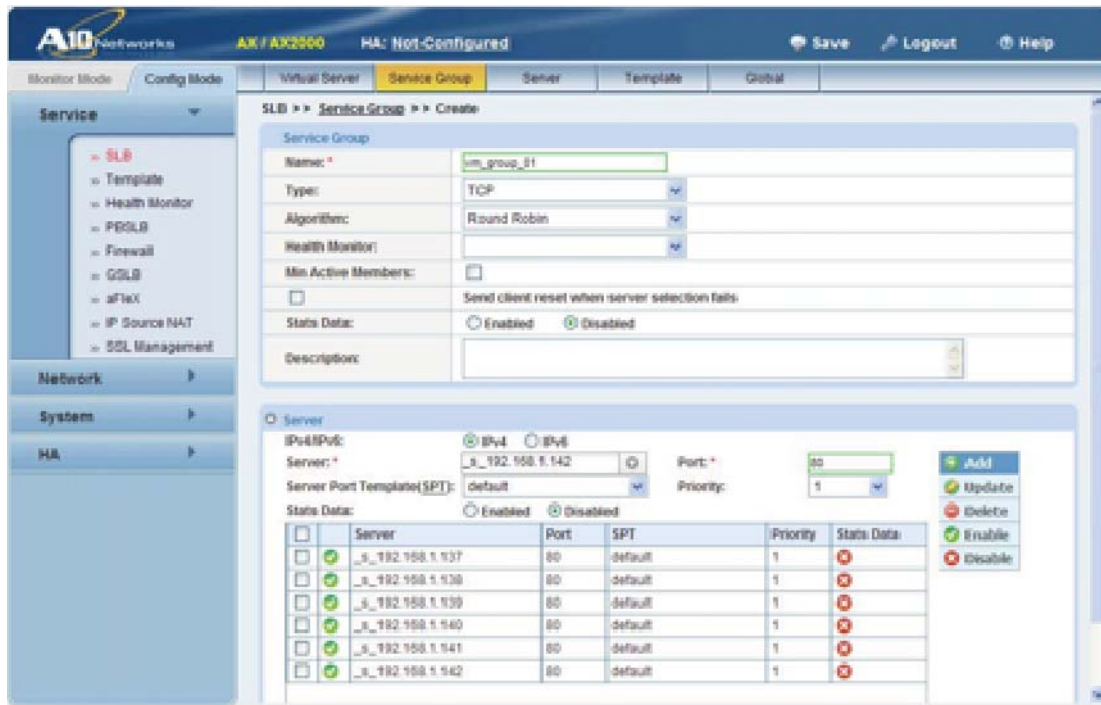 A10 Networks AX / AX2000 HA: Not-Configured Save Logout Help
Monitor Mode Config Mode Virtual Server Service Group Server Template Global
Service
» SLB
» Template
» Health Monitor
» PBSLB
» Firewall
» GSLB
» aFleX
» IP Source NAT
» SSL Management
Network
System
HA
SLB >> Service Group >> Create
Service Group
Name: * vm_group_01
Type: TCP
Algorithm: Round Robin
Health Monitor:
Min Active Members:
Send client reset when server selection fails
Stats Data: Enabled Disabled
Description:
Server
IPv4/IPv6: IPv4 IPv6
Server: * _s_192.168.1.142 Port: * 80
Server Port Template(SPT): default Priority: 1
Stats Data: Enabled Disabled
Add
Update
Delete
Enable
Disable
Server Port SPT Priority Stats Data
_s_192.168.1.137 80 default 1
_s_192.168.1.138 80 default 1
_s_192.168.1.139 80 default 1
_s_192.168.1.140 80 default 1
_s_192.168.1.141 80 default 1
_s_192.168.1.142 80 default 1